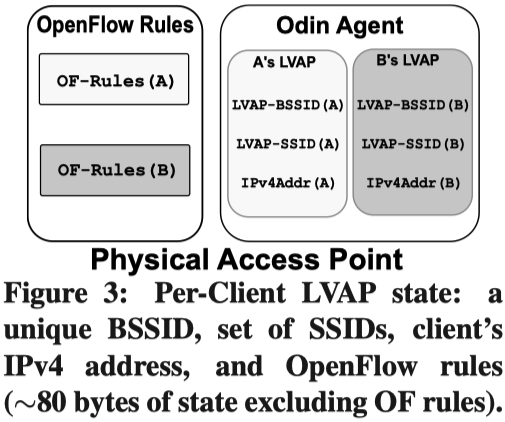 OpenFlow Rules
OF-Rules (A)
OF-Rules (B)
Odin Agent
A's LVAP
LVAP-BSSID (A)
LVAP-SSID (A)
IPv4Addr (A)
B's LVAP
LVAP-BSSID (B)
LVAP-SSID (B)
IPv4Addr (B)
Physical Access Point
Figure 3: Per-Client LVAP state: a
unique BSSID, set of SSIDs, client's
IPv4 address, and OpenFlow rules
(∼80 bytes of state excluding OF rules).